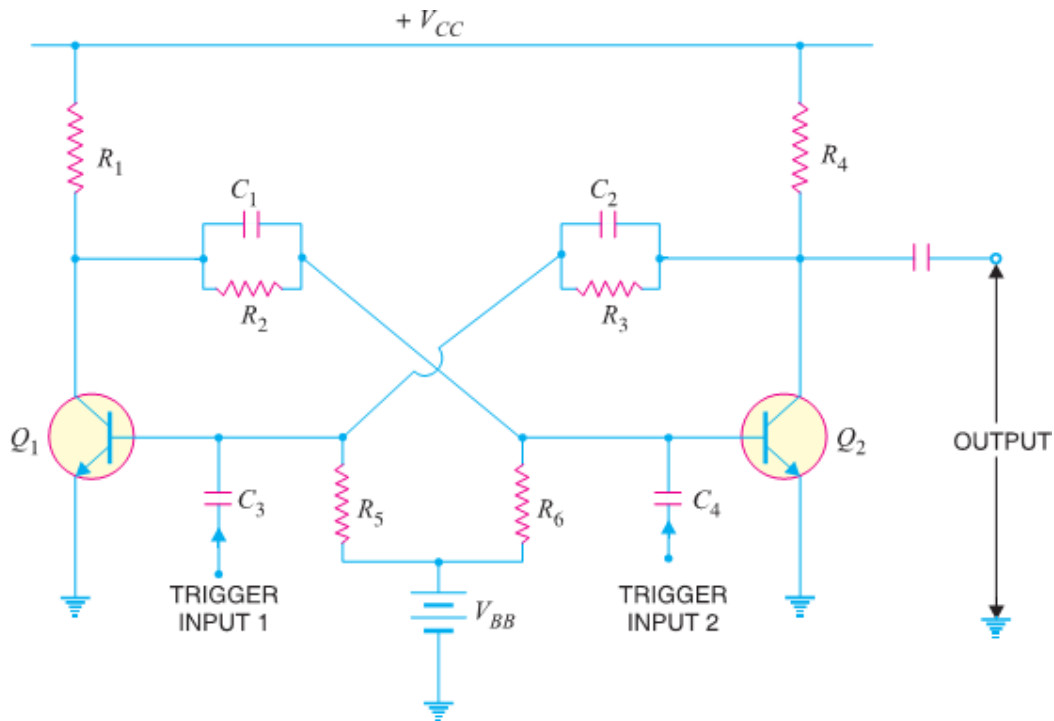 + V_CC
R_1
C_1
C_2
R_4
R_2
R_3
Q_1
Q_2
OUTPUT
C_3
R_5
R_6
C_4
TRIGGER
INPUT 1
TRIGGER
INPUT 2
V_BB